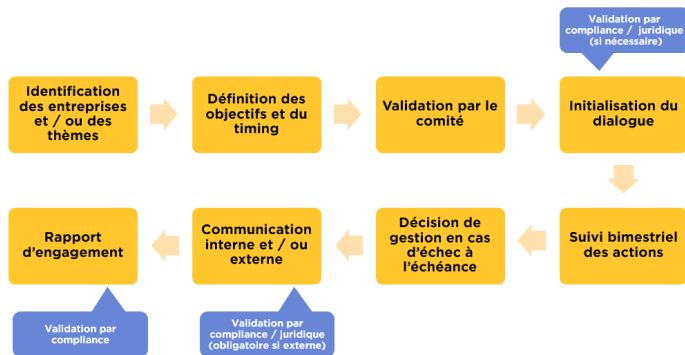 Validation par
compliance / juridique
(si nécessaire)
Identification
des entreprises
et / ou des
thèmes
Définition des
objectifs et du
timing
Validation par le
comité
Initialisation du
dialogue
Suivi bimestriel
des actions
Décision de
gestion en cas
d'échec à
l'échéance
Communication
interne et / ou
externe
Rapport
d'engagement
Validation par
compliance / juridique
(obligatoire si externe)
Validation par
compliance